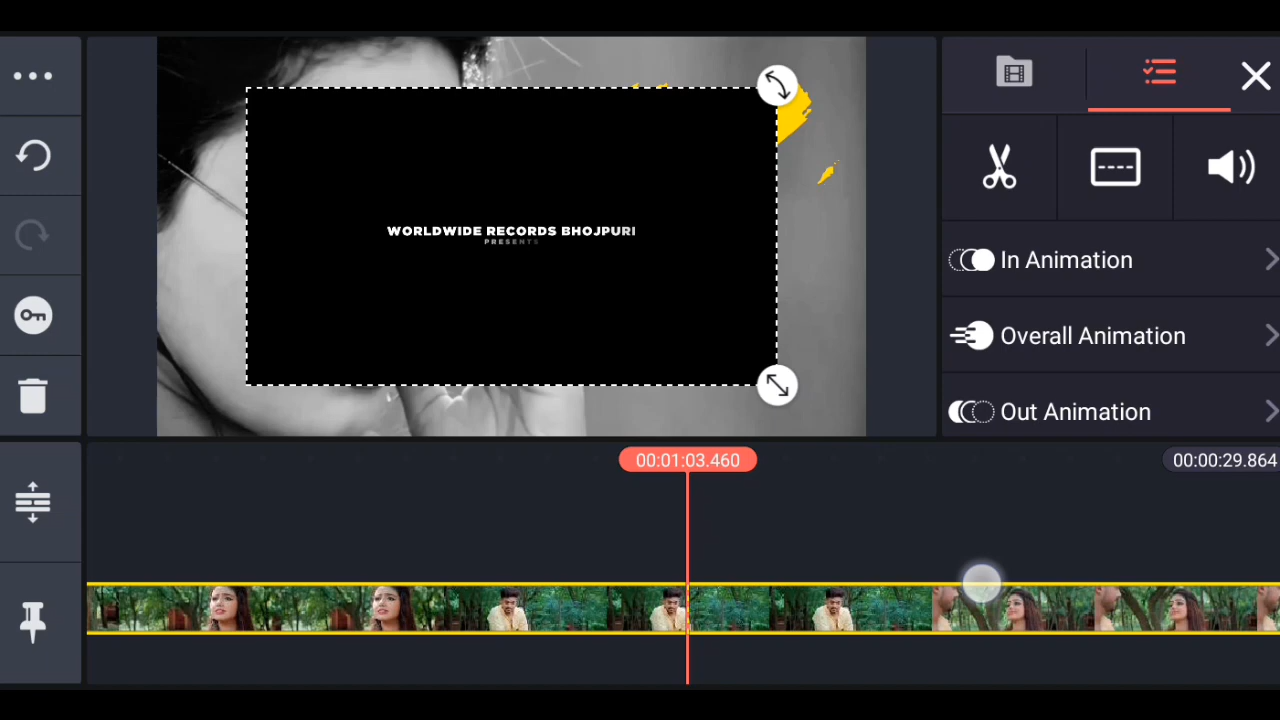 WORLDWIDE RECORDS BHOJPURI
PRESENTS
In Animation
Overall Animation
Out Animation
00:01:03.460
00:00:29.864